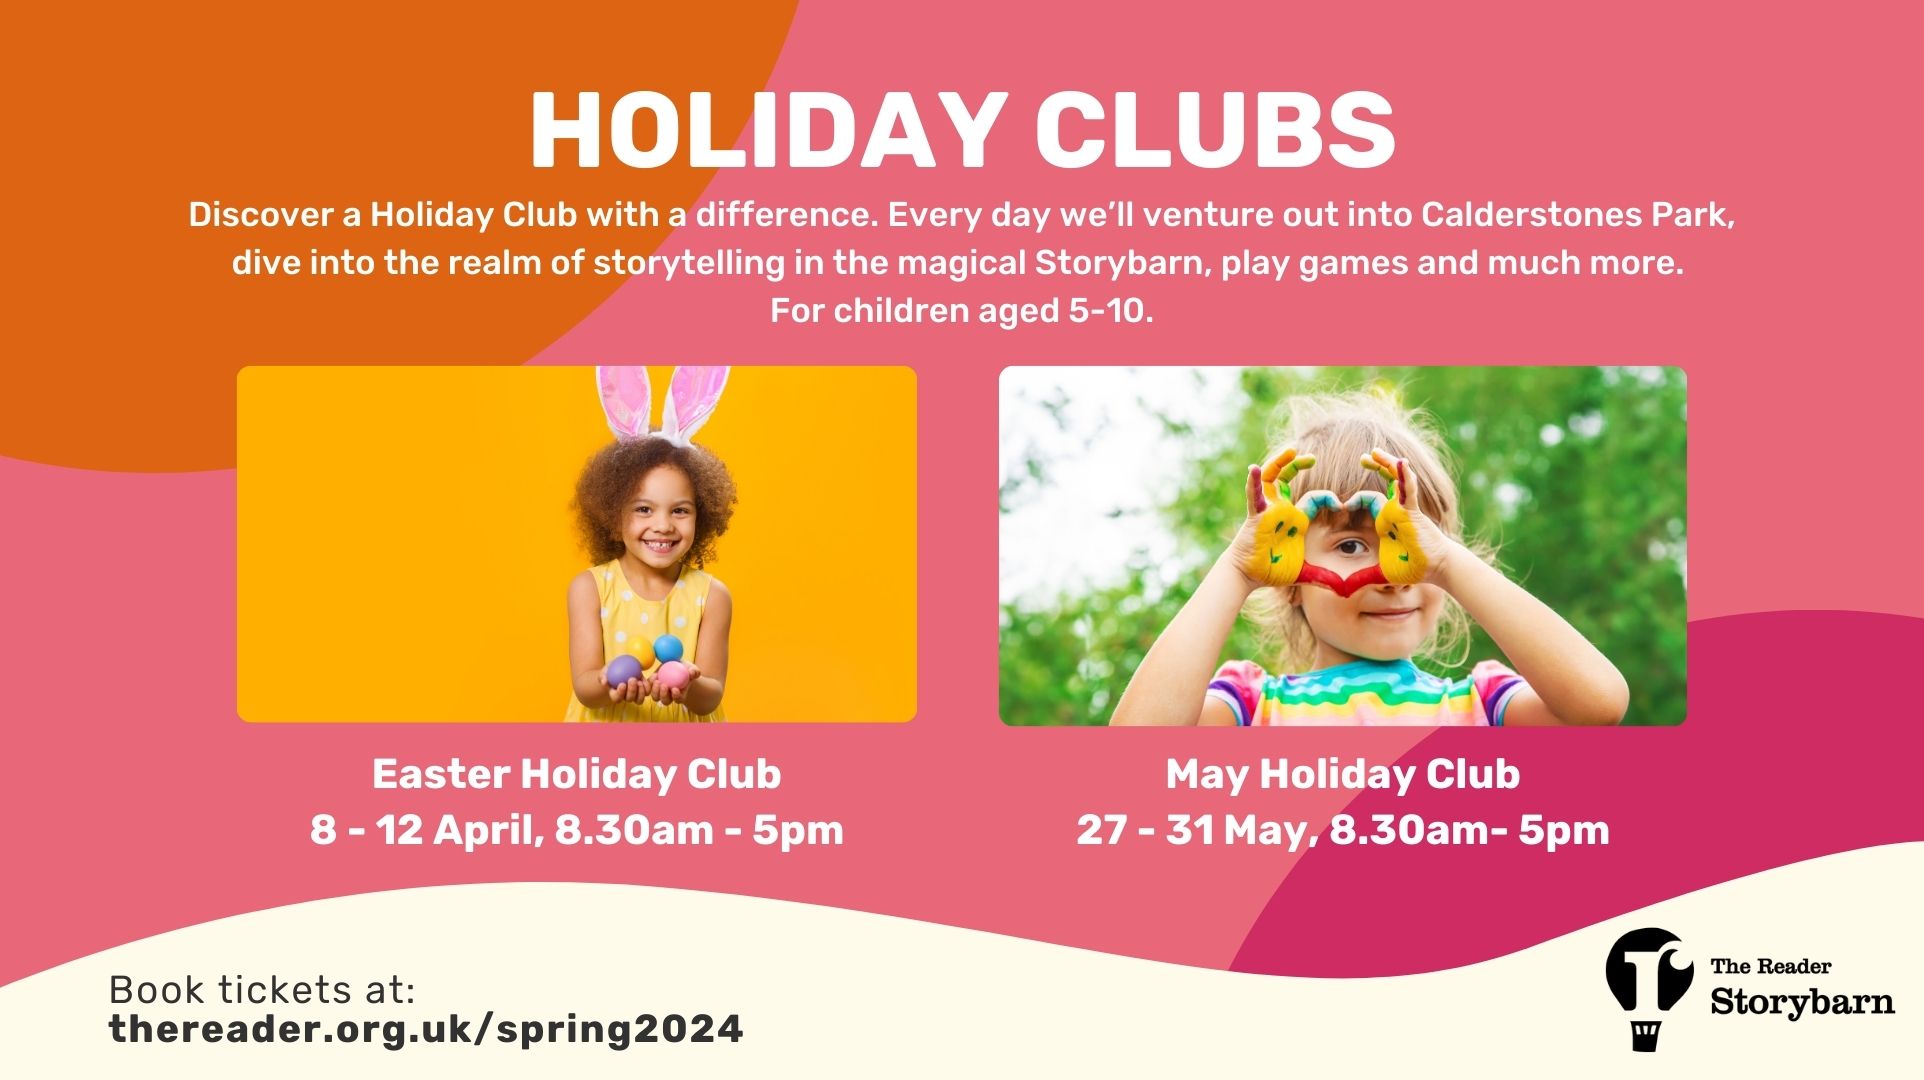 HOLIDAY CLUBS
Discover a Holiday Club with a difference. Every day we’ll venture out into Calderstones Park,
dive into the realm of storytelling in the magical Storybarn, play games and much more.
For children aged 5-10.
Easter Holiday Club
8 - 12 April, 8.30am - 5pm
May Holiday Club
27 - 31 May, 8.30am- 5pm
Book tickets at:
thereader.org.uk/spring2024
The Reader
Storybarn